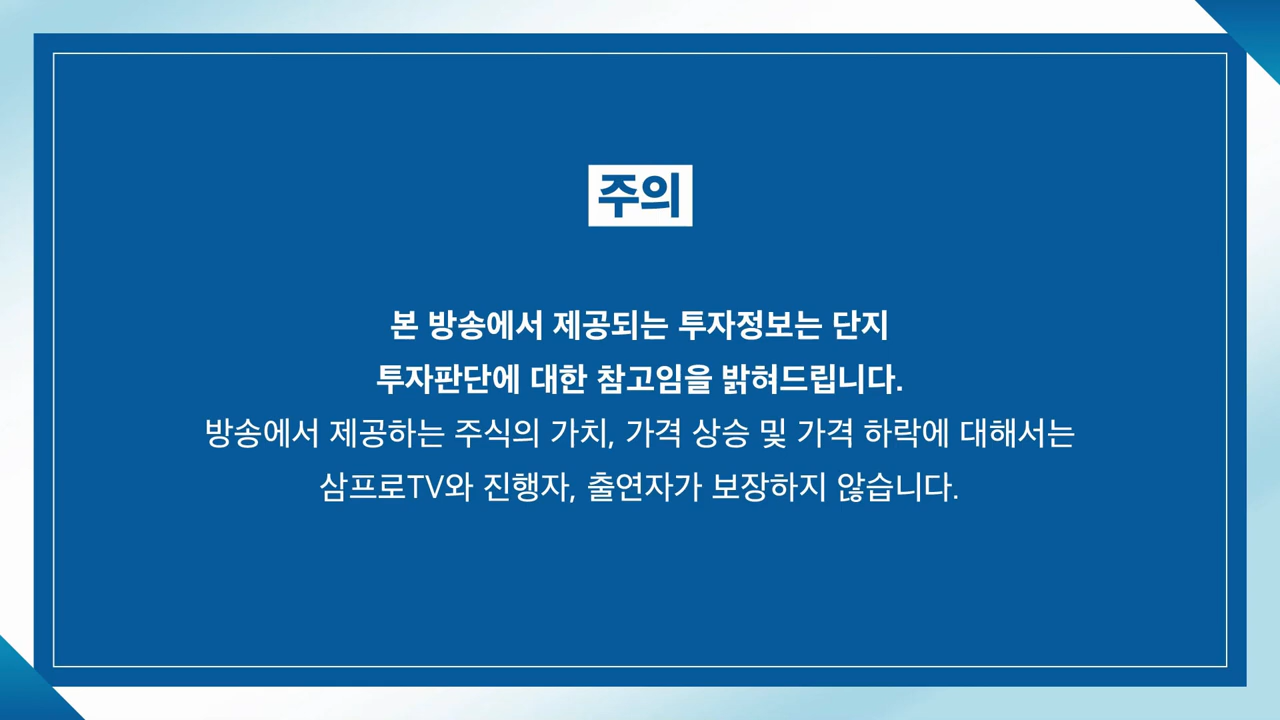 주의
본 방송에서 제공되는 투자정보는 단지
투자판단에 대한 참고임을 밝혀드립니다.
방송에서 제공하는 주식의 가치, 가격 상승 및 가격 하락에 대해서는
삼프로TV와 진행자, 출연자가 보장하지 않습니다.